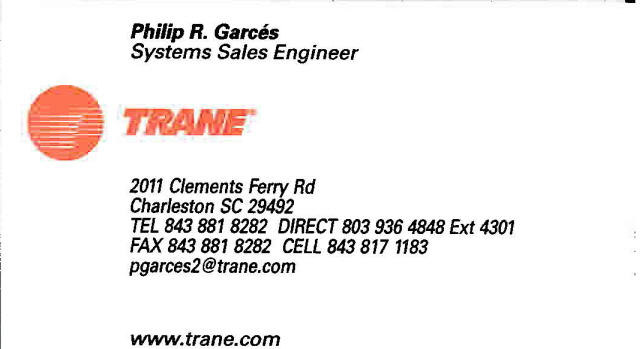 Philip R. Garcés
Systems Sales Engineer
TRANE
2011 Clements Ferry Rd
Charleston SC 29492
TEL 843 881 8282 DIRECT 803 936 4848 Ext 4301
FAX 843 881 8282 CELL 843 817 1183
pgarces2@trane.com
www.trane.com